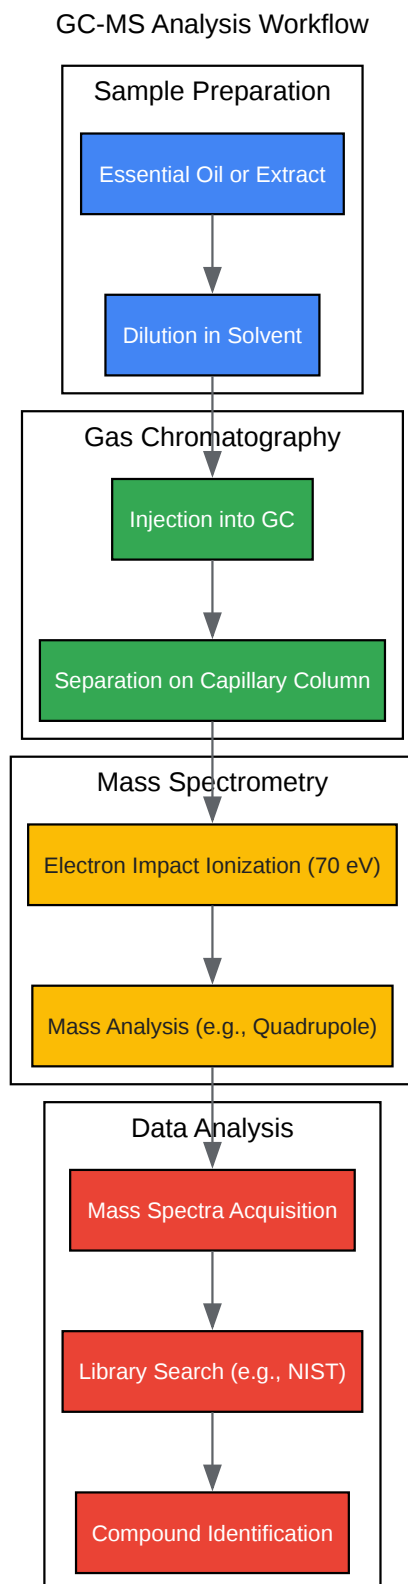 GC-MS Analysis Workflow
Sample Preparation
Essential Oil or Extract
Dilution in Solvent
Gas Chromatography
Injection into GC
Separation on Capillary Column
Mass Spectrometry
Electron Impact Ionization (70 eV)
Mass Analysis (e.g., Quadrupole)
Data Analysis
Mass Spectra Acquisition
Library Search (e.g., NIST)
Compound Identification